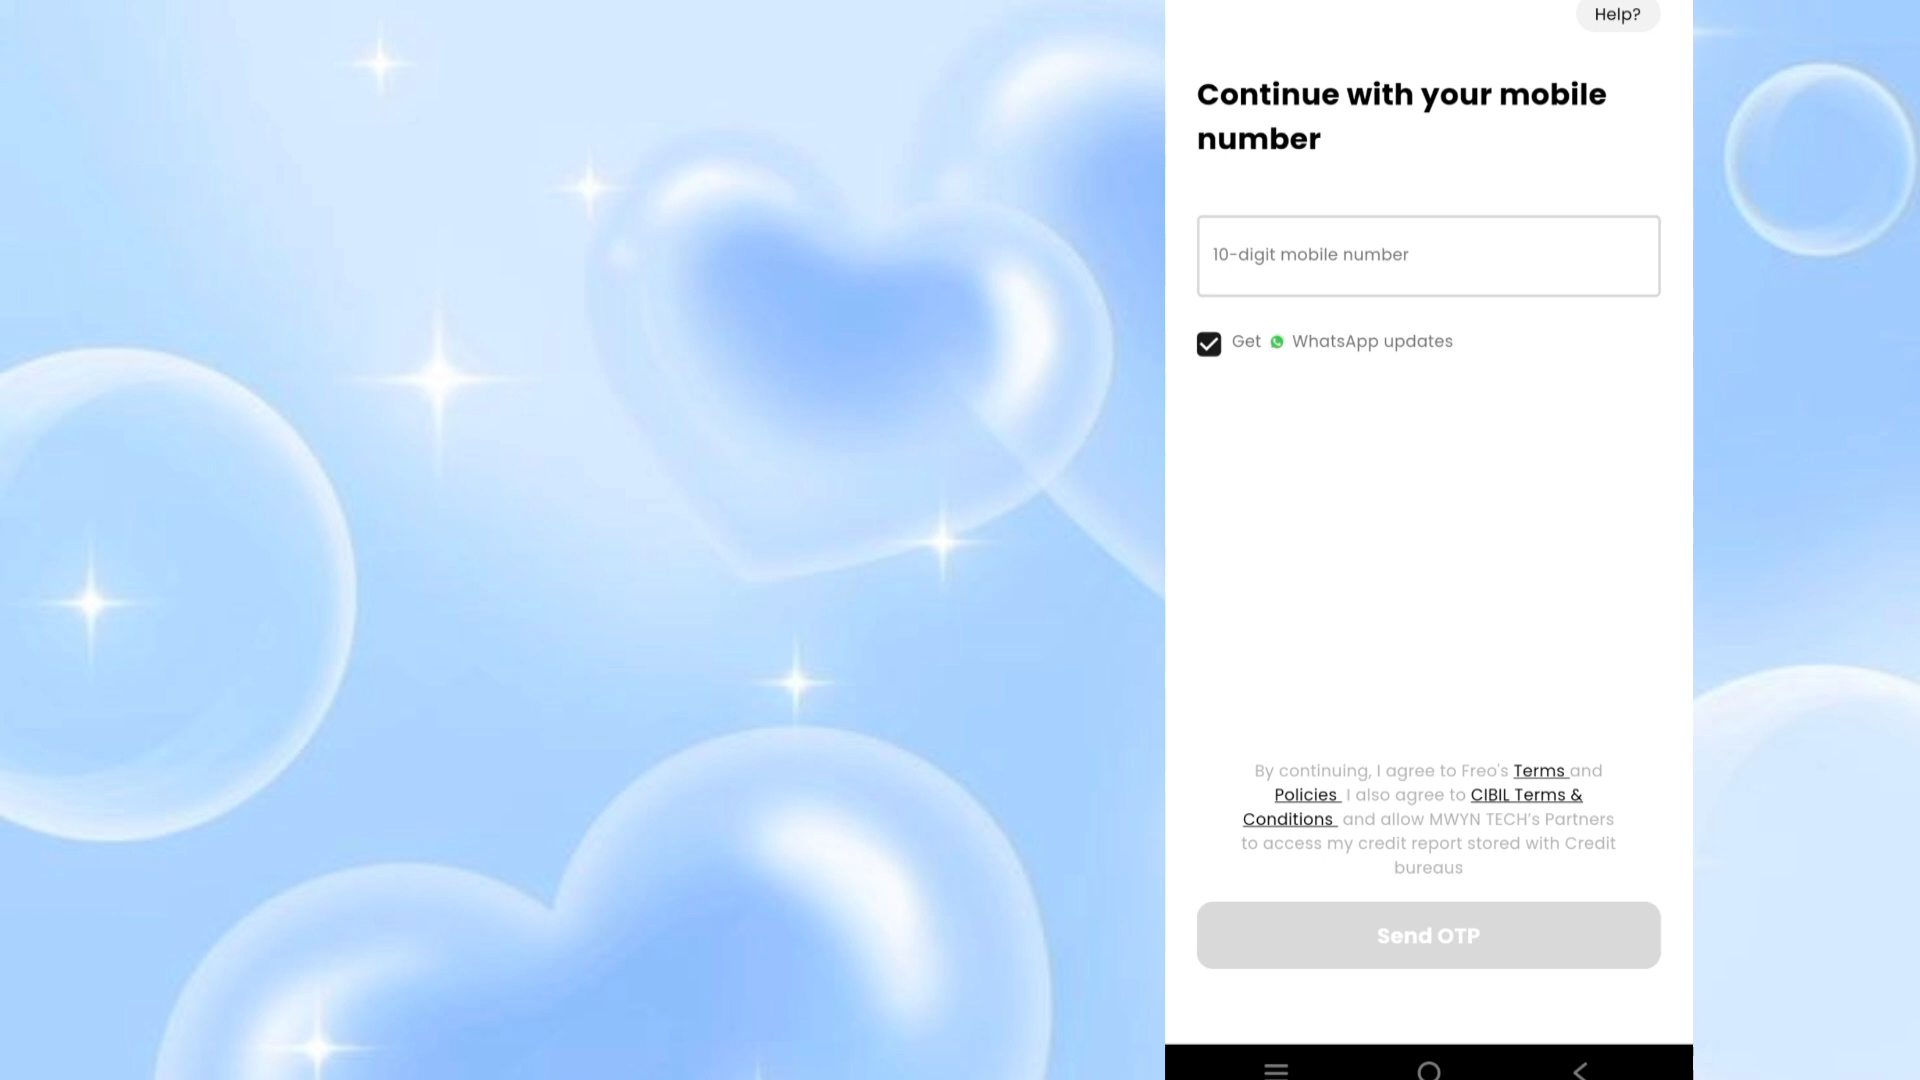 Help?
Continue with your mobile
number
10-digit mobile number
Get WhatsApp updates
By continuing, I agree to Freo's Terms and
Policies I also agree to CIBIL Terms &
Conditions and allow MWYN TECH's Partners
to access my credit report stored with Credit
bureaus
Send OTP